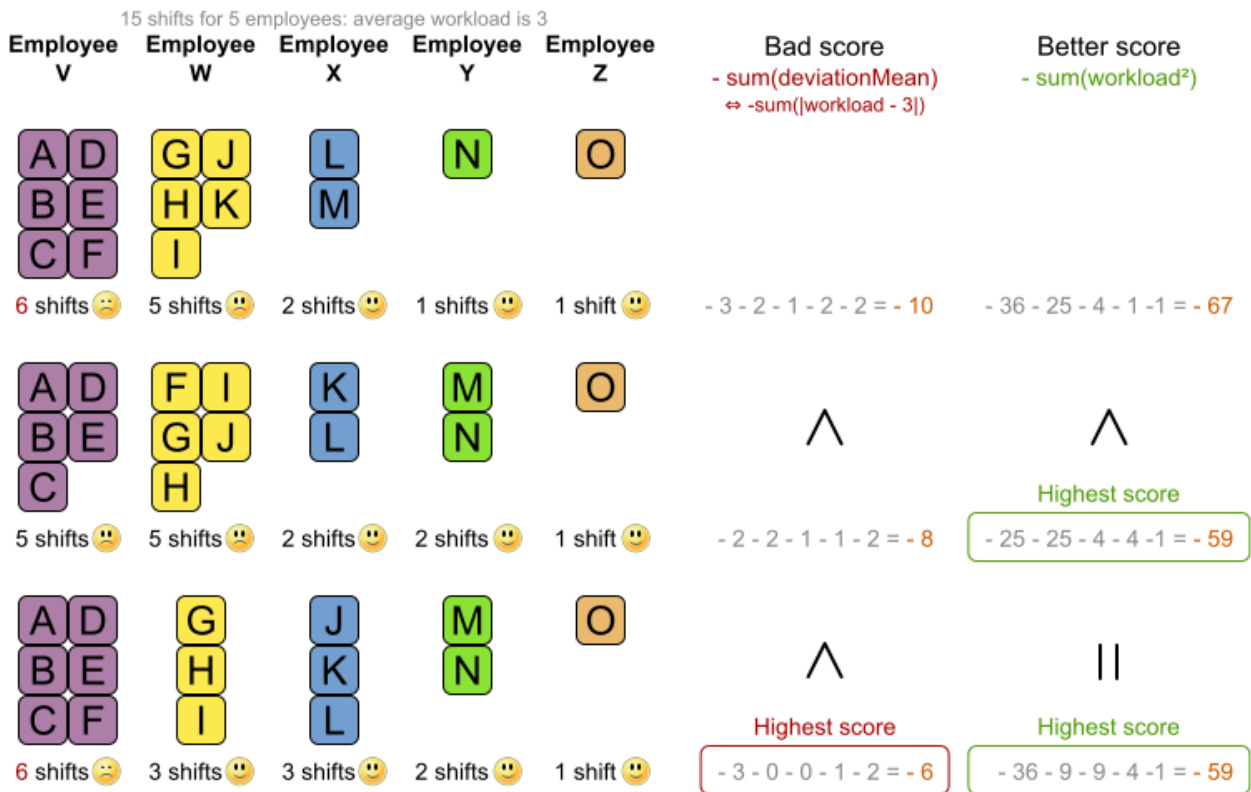 15 shifts for 5 employees: average workload is 3
Employee V Employee W Employee X Employee Y Employee Z Bad score Better score
- sum(deviationMean) - sum(workload²)
⇔ -sum(|workload - 3|)
A D G J L N O
B E H K M
C F I
6 shifts 5 shifts 2 shifts 1 shifts 1 shift - 3 - 2 - 1 - 2 - 2 = - 10 - 36 - 25 - 4 - 1 -1 = - 67
A D F I K M O
B E G J L N
C H
< <
Highest score
5 shifts 5 shifts 2 shifts 2 shifts 1 shift - 2 - 2 - 1 - 1 - 2 = - 8 - 25 - 25 - 4 - 4 -1 = - 59
A D G J M O
B E H K N
C F I L
< =
Highest score Highest score
6 shifts 3 shifts 3 shifts 2 shifts 1 shift - 3 - 0 - 0 - 1 - 2 = - 6 - 36 - 9 - 9 - 4 -1 = - 59